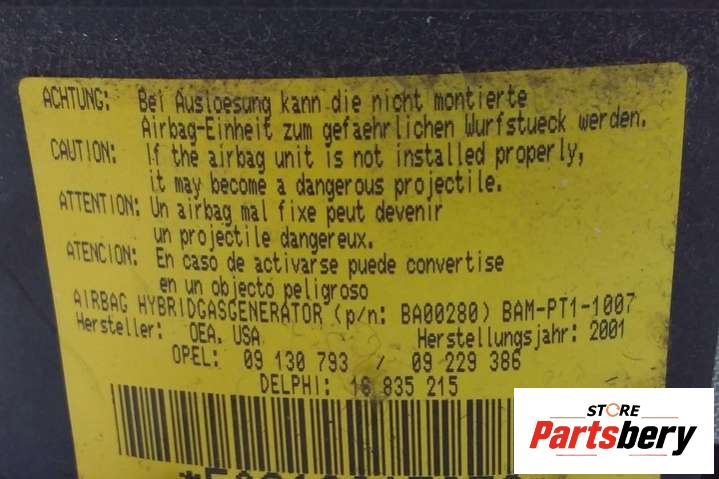 ACHTUNG: Bei Ausloesung kann die nicht montierte
Airbag-Einheit zum gefaehrlichen Wurfstueck werden.
CAUTION: If the airbag unit is not installed properly,
it may become a dangerous projectile.
ATTENTION: Un airbag mal fixe peut devenir
un projectile dangereux.
ATENCION: En caso de activarse puede convertise
en un objecto peligroso
AIRBAG HYBRIDGASGENERATOR (p/n: BA00280) BAM-PT1-1007
Hersteller: OEA, USA Herstellungsjahr: 2001
OPEL: 09 130 793 / 09 229 386
DELPHI: 16 835 215
STORE
Partsbery